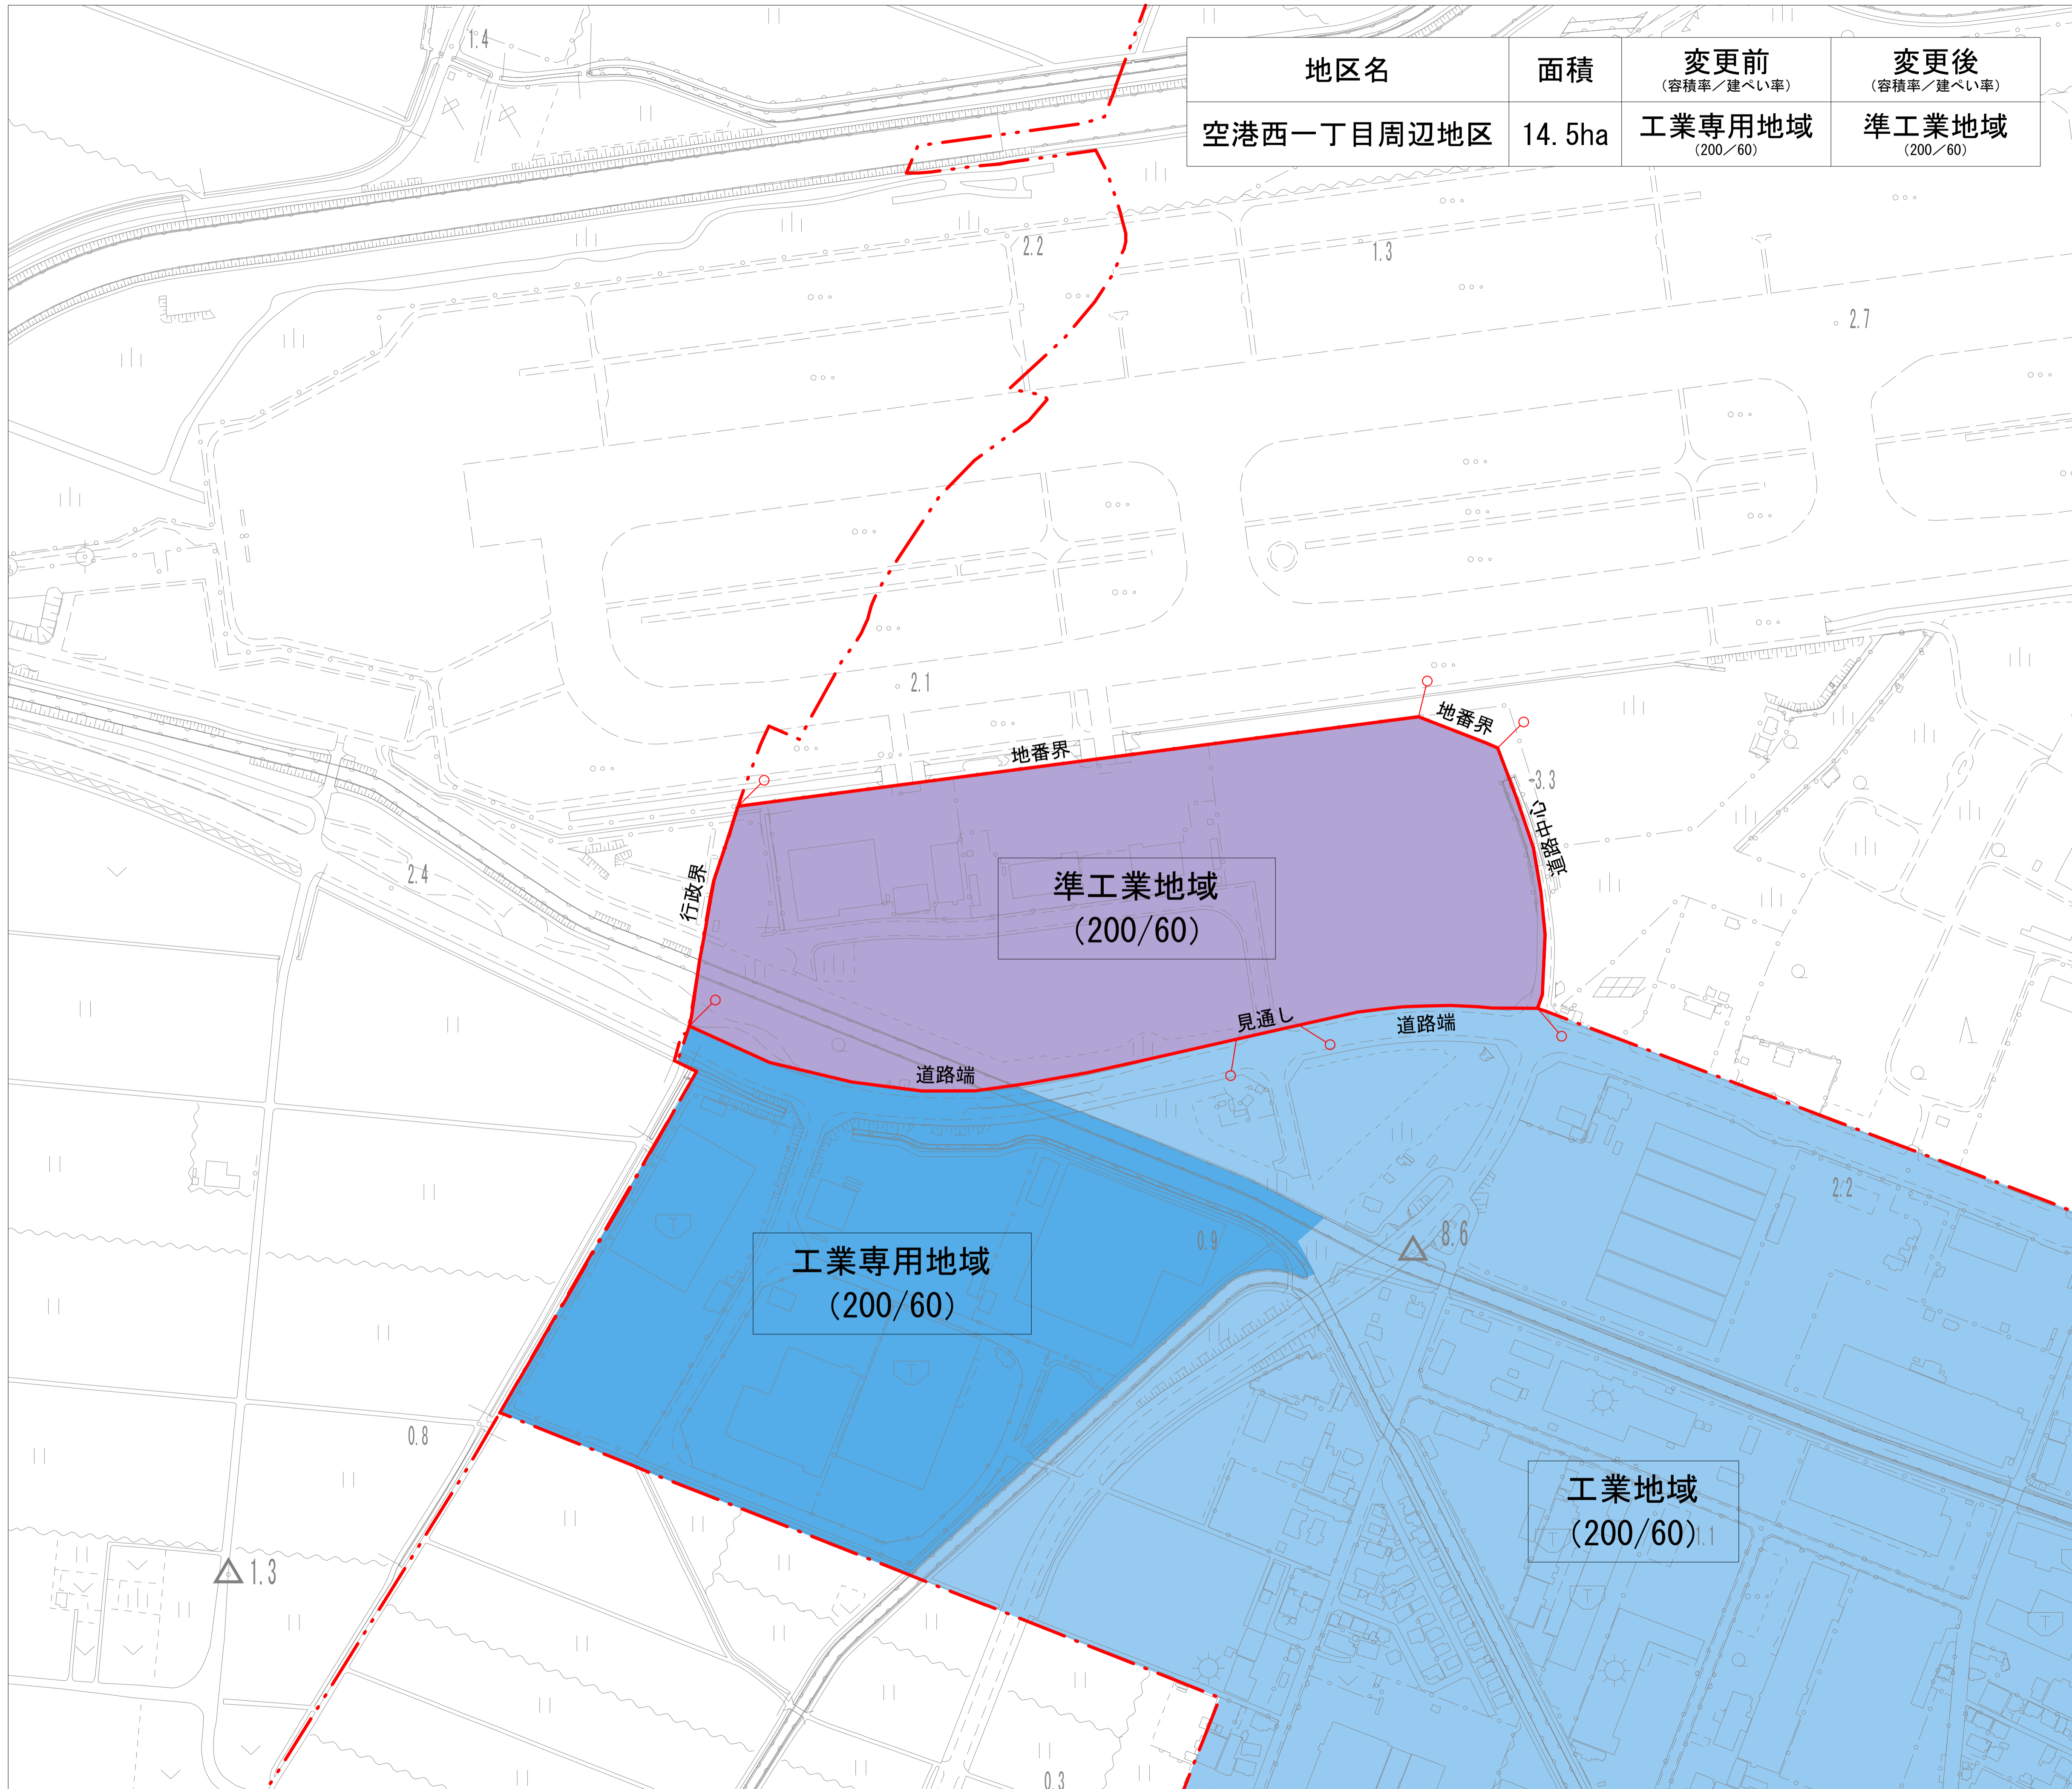 1.4
地区名 面積 変更前 変更後
(容積率／建ぺい率) (容積率／建ぺい率)
空港西一丁目周辺地区 14.5ha 工業専用地域 準工業地域
(200／60) (200／60)
2.2
1.3
2.7
2.1
地番界
地番界
3.3
道路中心
行政界
2.4
準工業地域
(200/60)
見通し
道路端
道路端
2.2
0.9
8.6
工業専用地域
(200/60)
0.8
工業地域
(200/60)
1.1
1.3
0.3